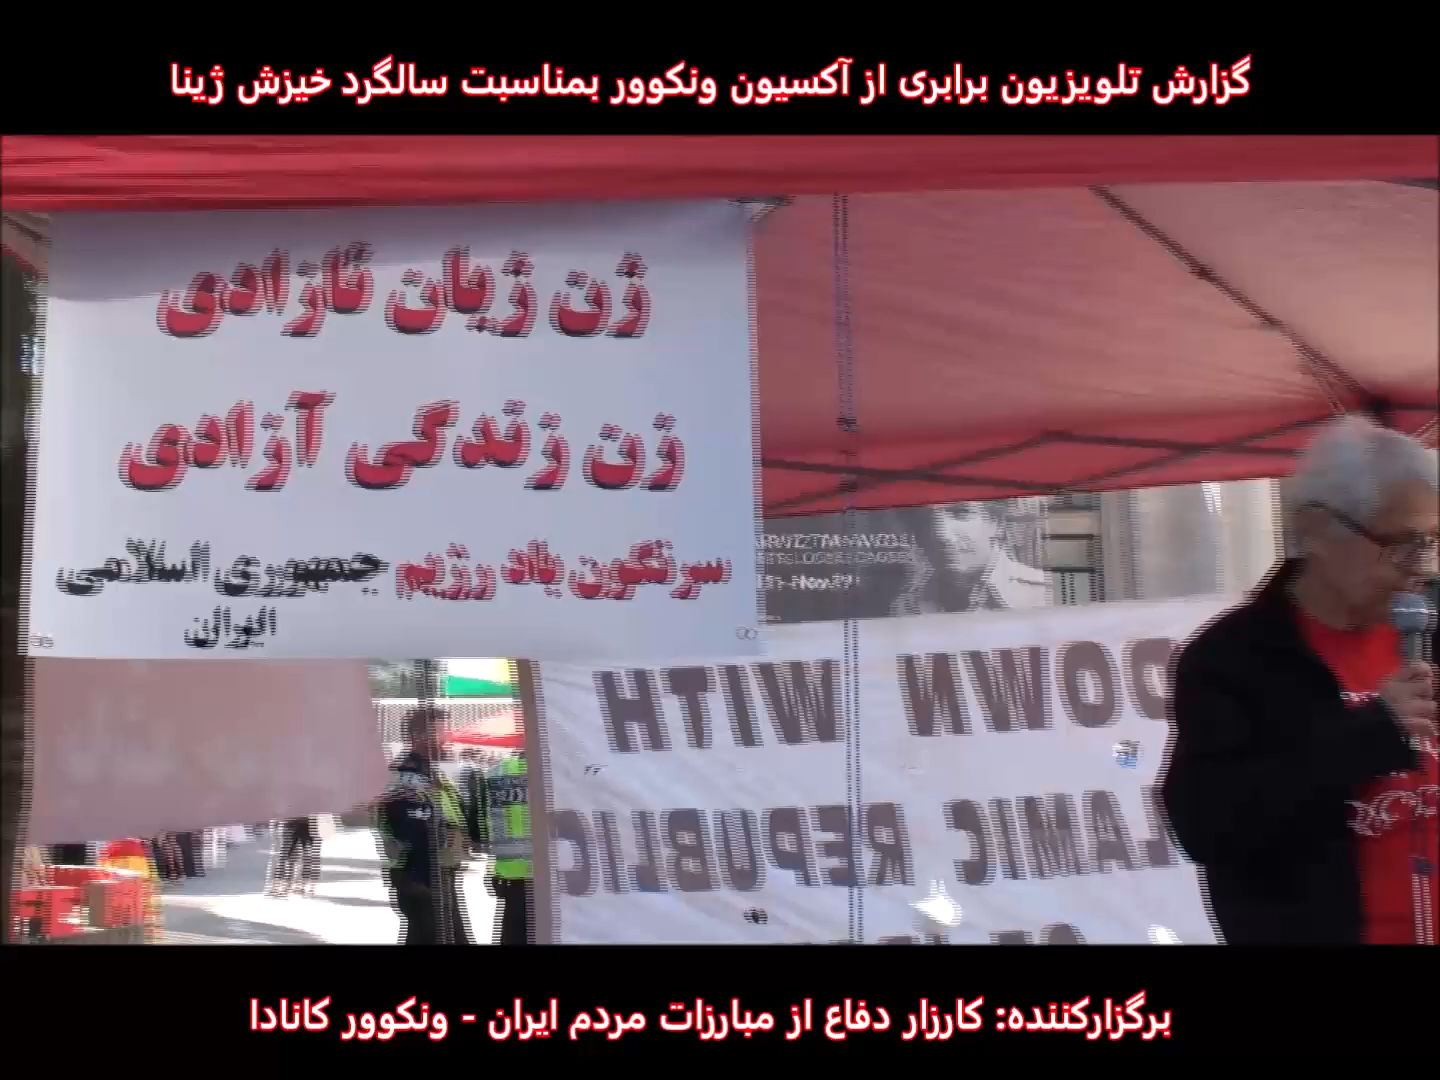 گزارش تلویزیون برابری از آکسیون ونکوور بمناسبت سالگرد خیزش ژینا
ژن ژیان ئازادی
زن زندگی آزادی
سرنگون باد رژیم جمهوری اسلامی
ایران
DOWN WITH
LAMIC REPUBLIC
برگزارکننده: کارزار دفاع از مبارزات مردم ایران - ونکوور کانادا